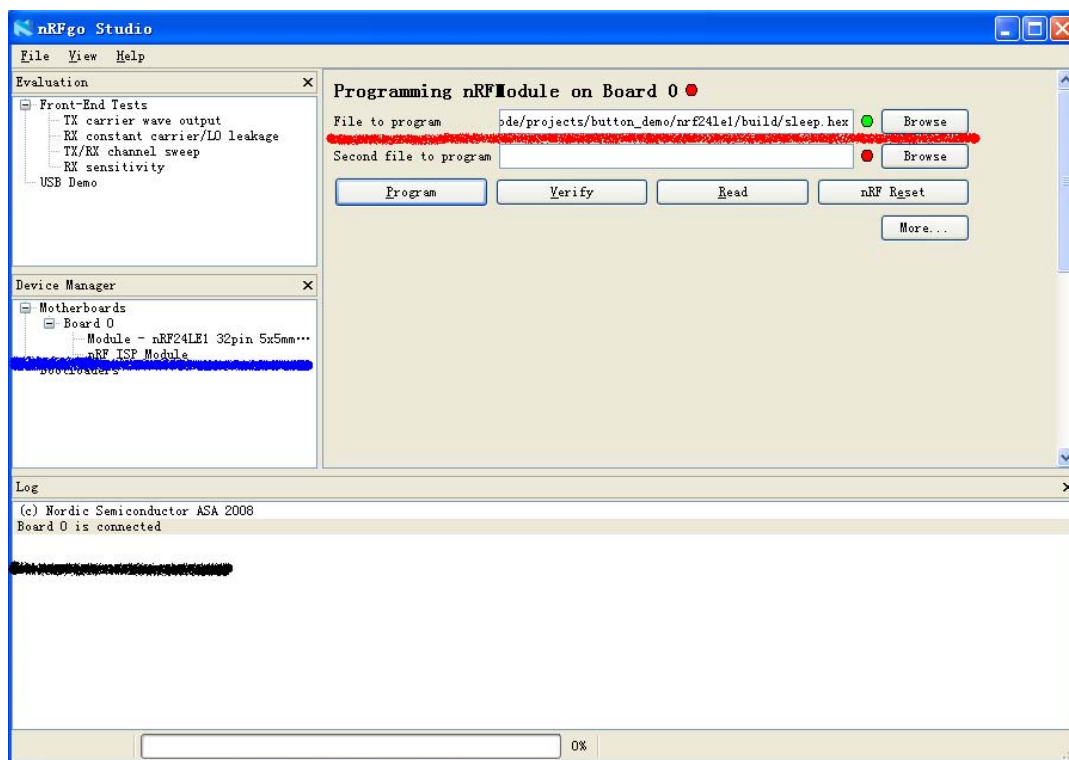 nRFgo Studio
File View Help
Evaluation
Front-End Tests
TX carrier wave output
RX constant carrier/LO leakage
TX/RX channel sweep
RX sensitivity
USB Demo
Device Manager
Motherboards
Board 0
Module - nRF24LE1 32pin 5x5mm...
nRF ISP Module
Bootloaders
Programming nRFModule on Board 0
File to program ode/projects/button_demo/nrf24le1/build/sleep.hex Browse
Second file to program Browse
Program Verify Read nRF Reset
More...
Log
(c) Nordic Semiconductor ASA 2008
Board 0 is connected
0%